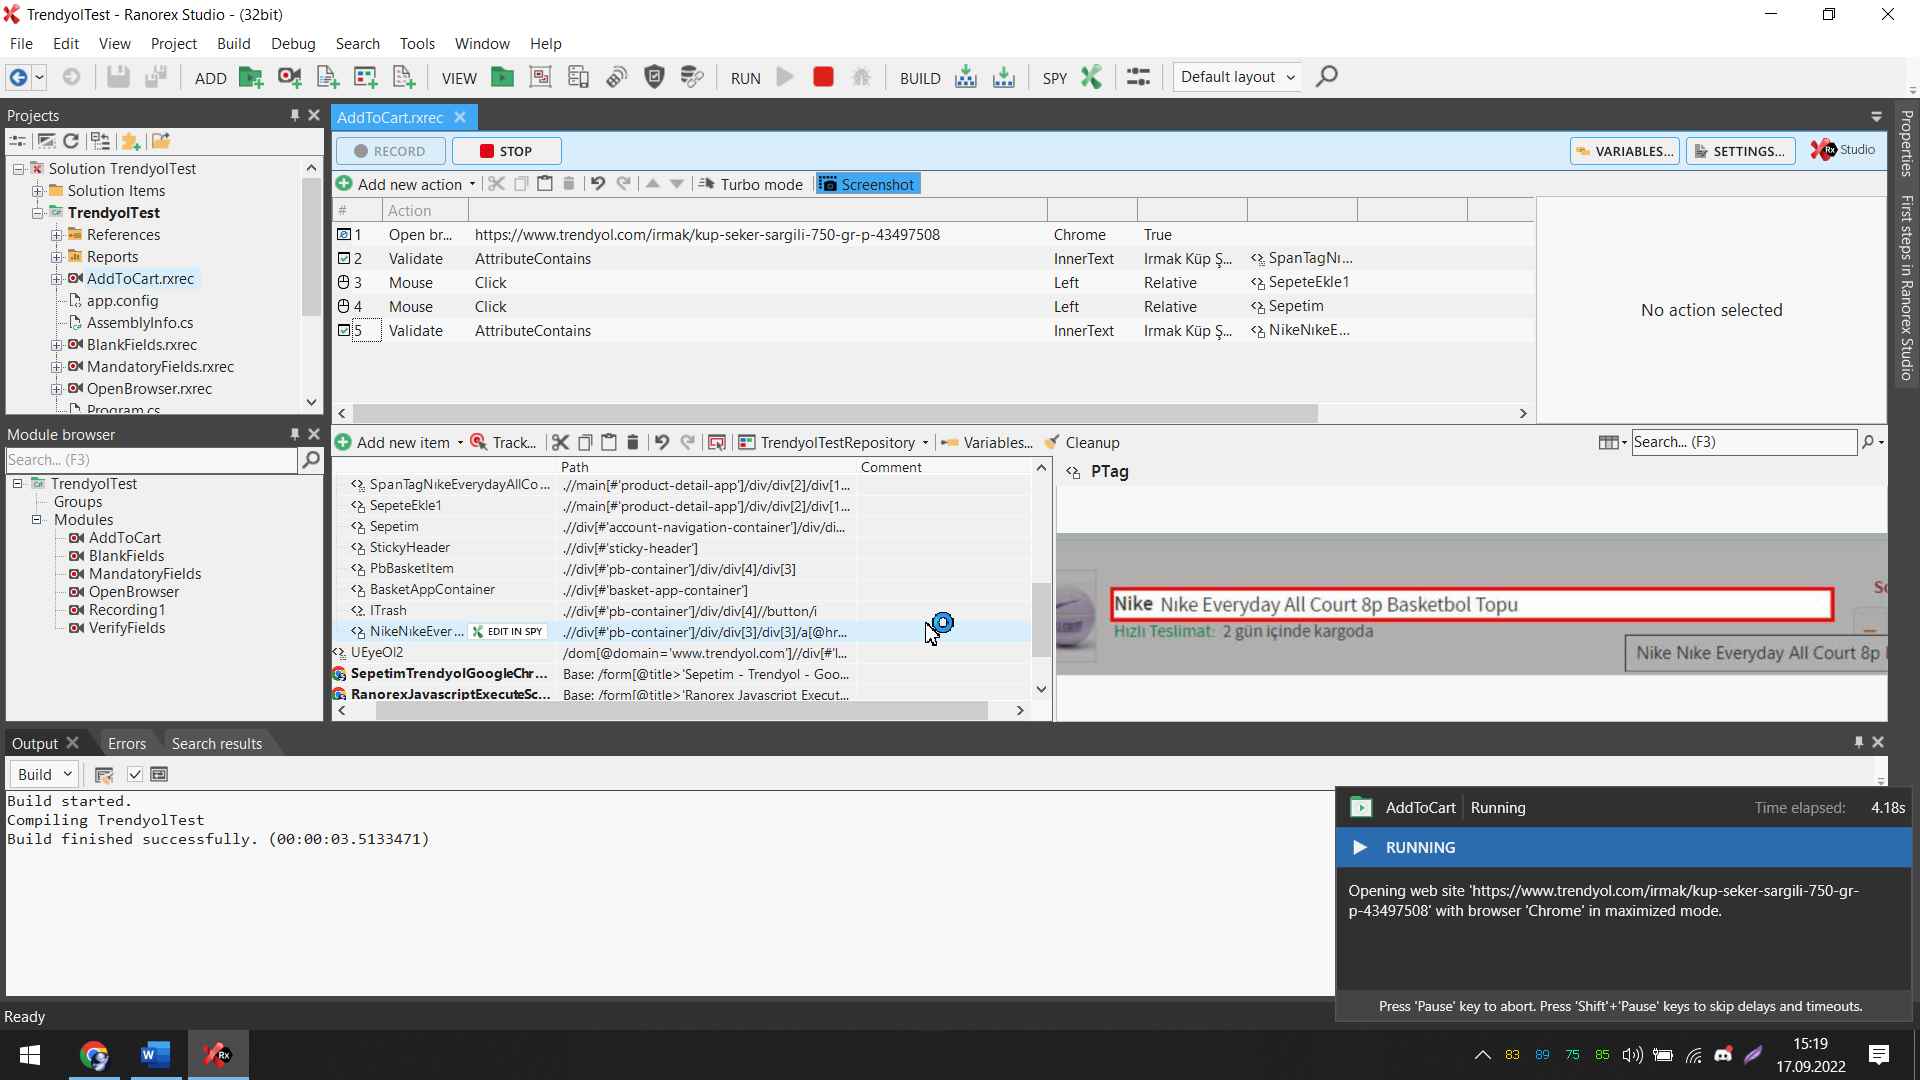 TrendyolTest - Ranorex Studio - (32bit)
File Edit View Project Build Debug Search Tools Window Help
ADD VIEW RUN BUILD SPY Default layout
Projects
Solution TrendyolTest
Solution Items
TrendyolTest
References
Reports
AddToCart.rxrec
app.config
AssemblyInfo.cs
BlankFields.rxrec
MandatoryFields.rxrec
OpenBrowser.rxrec
Program.cs
Module browser
Search... (F3)
TrendyolTest
Groups
Modules
AddToCart
BlankFields
MandatoryFields
OpenBrowser
Recording1
VerifyFields
AddToCart.rxrec
RECORD STOP VARIABLES... SETTINGS... Rx Studio
Add new action Turbo mode Screenshot
# Action
1 Open br... https://www.trendyol.com/irmak/kup-seker-sargili-750-gr-p-43497508 Chrome True
2 Validate AttributeContains InnerText Irmak Küp Ş... SpanTagNı...
3 Mouse Click Left Relative SepeteEkle1
4 Mouse Click Left Relative Sepetim
5 Validate AttributeContains InnerText Irmak Küp Ş... NikeNıkeE...
No action selected
Properties
First steps in Ranorex Studio
Add new item Track... TrendyolTestRepository Variables... Cleanup Search... (F3)
Path Comment
SpanTagNıkeEverydayAllCo... .//main[#'product-detail-app']/div/div[2]/div[1...
SepeteEkle1 .//main[#'product-detail-app']/div/div[2]/div[1...
Sepetim .//div[#'account-navigation-container']/div/di...
StickyHeader .//div[#'sticky-header']
PbBasketItem .//div[#'pb-container']/div/div[4]/div[3]
BasketAppContainer .//div[#'basket-app-container']
ITrash .//div[#'pb-container']/div/div[4]//button/i
NikeNıkeEver... EDIT IN SPY .//div[#'pb-container']/div/div[3]/div[3]/a[@hr...
UEyeOl2 /dom[@domain='www.trendyol.com']//div[#'l...
SepetimTrendyolGoogleChr... Base: /form[@title>'Sepetim - Trendyol - Goo...
RanorexJavascriptExecuteSc... Base: /form[@title>'Ranorex Javascript Execut...
PTag
Nike Nıke Everyday All Court 8p Basketbol Topu
Hızlı Teslimat: 2 gün içinde kargoda
Nike Nıke Everyday All Court 8p
Output Errors Search results
Build
Build started.
Compiling TrendyolTest
Build finished successfully. (00:00:03.5133471)
AddToCart Running Time elapsed: 4.18s
RUNNING
Opening web site 'https://www.trendyol.com/irmak/kup-seker-sargili-750-gr-
p-43497508' with browser 'Chrome' in maximized mode.
Press 'Pause' key to abort. Press 'Shift'+'Pause' keys to skip delays and timeouts.
Ready
83 89 75 85
15:19
17.09.2022